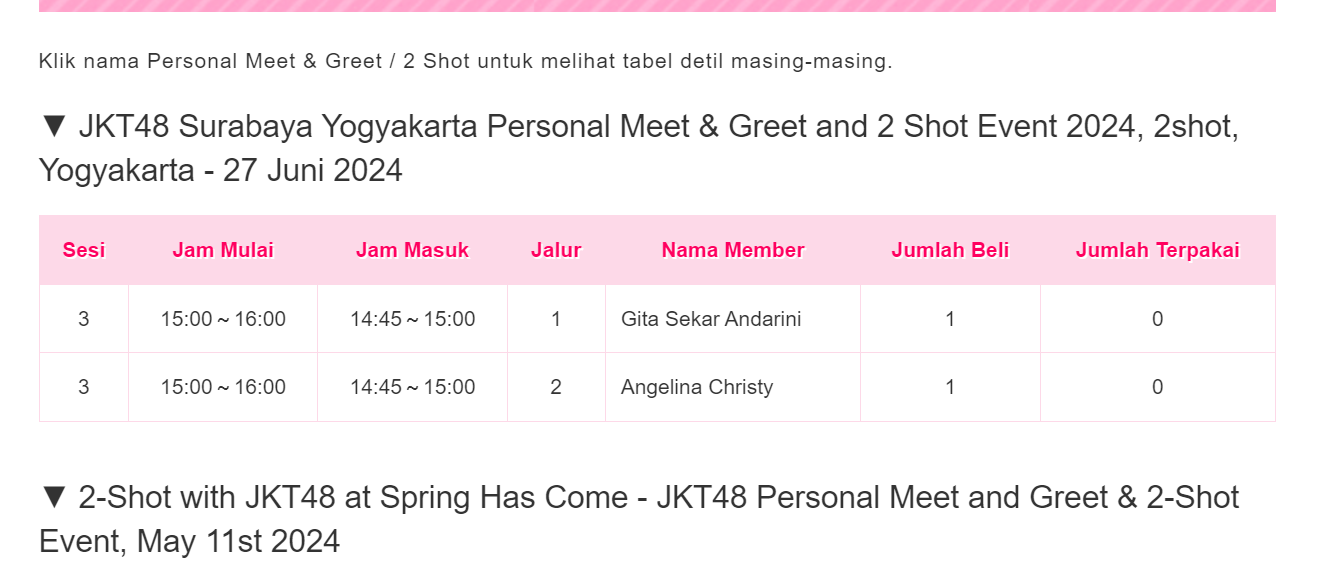 Klik nama Personal Meet & Greet / 2 Shot untuk melihat tabel detil masing-masing.
▼ JKT48 Surabaya Yogyakarta Personal Meet & Greet and 2 Shot Event 2024, 2shot,
Yogyakarta - 27 Juni 2024
Sesi Jam Mulai Jam Masuk Jalur Nama Member Jumlah Beli Jumlah Terpakai
3 15:00 ~ 16:00 14:45 ~ 15:00 1 Gita Sekar Andarini 1 0
3 15:00 ~ 16:00 14:45 ~ 15:00 2 Angelina Christy 1 0
▼ 2-Shot with JKT48 at Spring Has Come - JKT48 Personal Meet and Greet & 2-Shot
Event, May 11st 2024